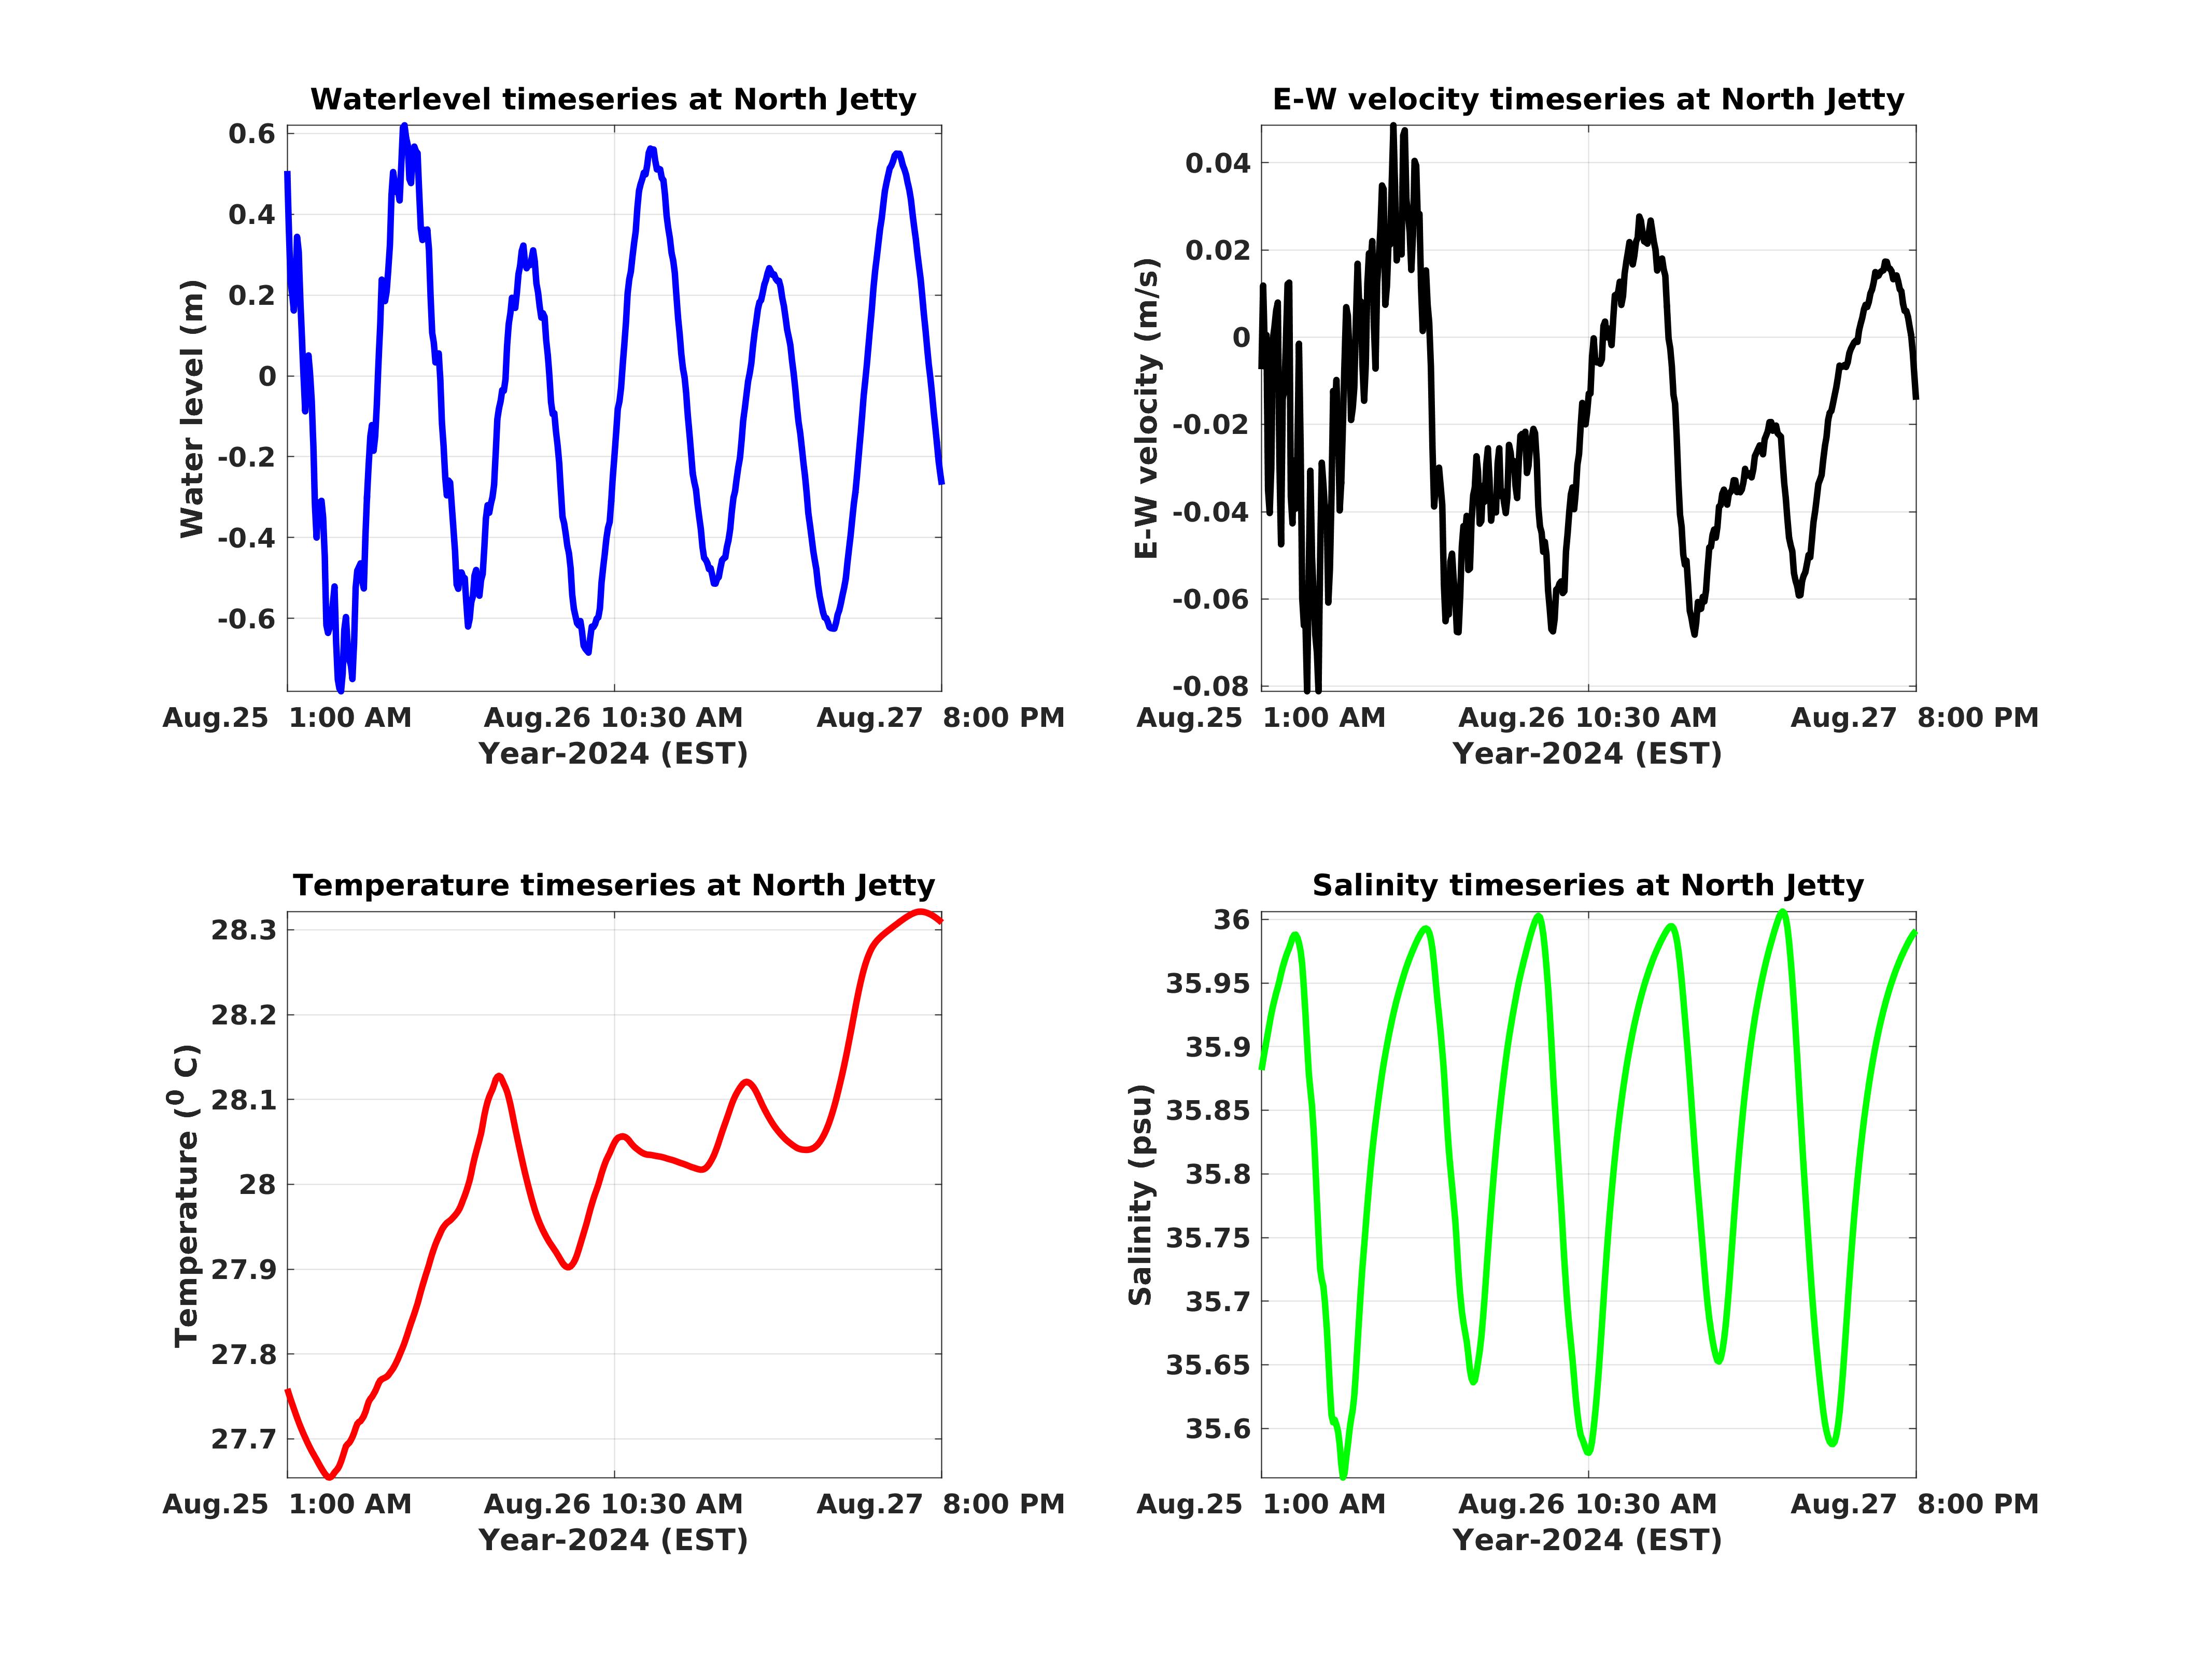 Waterlevel timeseries at North Jetty
0.6
0.4
0.2
0
-0.2
-0.4
-0.6
Water level (m)
Aug.25 1:00 AM Aug.26 10:30 AM Aug.27 8:00 PM
Year-2024 (EST)
E-W velocity timeseries at North Jetty
0.04
0.02
0
-0.02
-0.04
-0.06
-0.08
E-W velocity (m/s)
Aug.25 1:00 AM Aug.26 10:30 AM Aug.27 8:00 PM
Year-2024 (EST)
Temperature timeseries at North Jetty
28.3
28.2
28.1
28
27.9
27.8
27.7
Temperature (⁰ C)
Aug.25 1:00 AM Aug.26 10:30 AM Aug.27 8:00 PM
Year-2024 (EST)
Salinity timeseries at North Jetty
36
35.95
35.9
35.85
35.8
35.75
35.7
35.65
35.6
Salinity (psu)
Aug.25 1:00 AM Aug.26 10:30 AM Aug.27 8:00 PM
Year-2024 (EST)